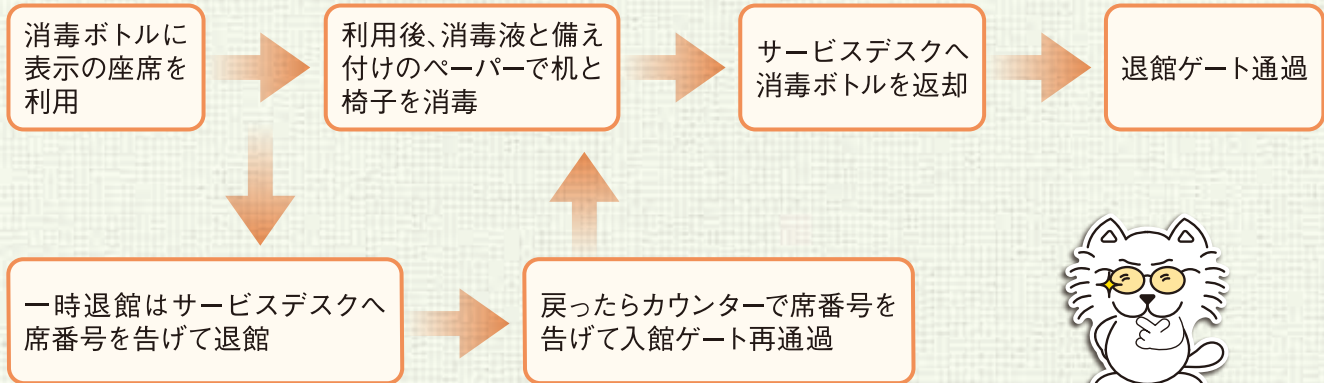 消毒ボトルに
表示の座席を
利用
利用後、消毒液と備え
付けのペーパーで机と
椅子を消毒
サービスデスクへ
消毒ボトルを返却
退館ゲート通過
一時退館はサービスデスクへ
席番号を告げて退館
戻ったらカウンターで席番号を
告げて入館ゲート再通過